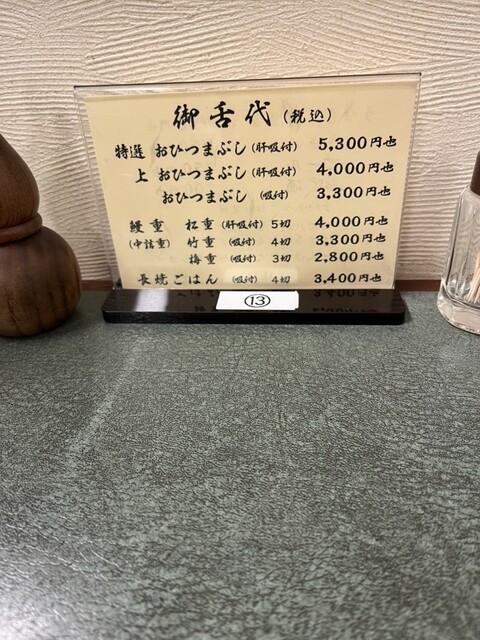 御舌代(税込)
特選 おひつまぶし(肝吸付) 5,300円也
上 おひつまぶし(肝吸付) 4,000円也
おひつまぶし(吸付) 3,300円也
鰻重 松重(肝吸付)5切 4,000円也
(中詰重) 竹重(吸付)4切 3,300円也
梅重(吸付)3切 2,800円也
長焼ごはん(吸付)4切 3,400円也
⑬